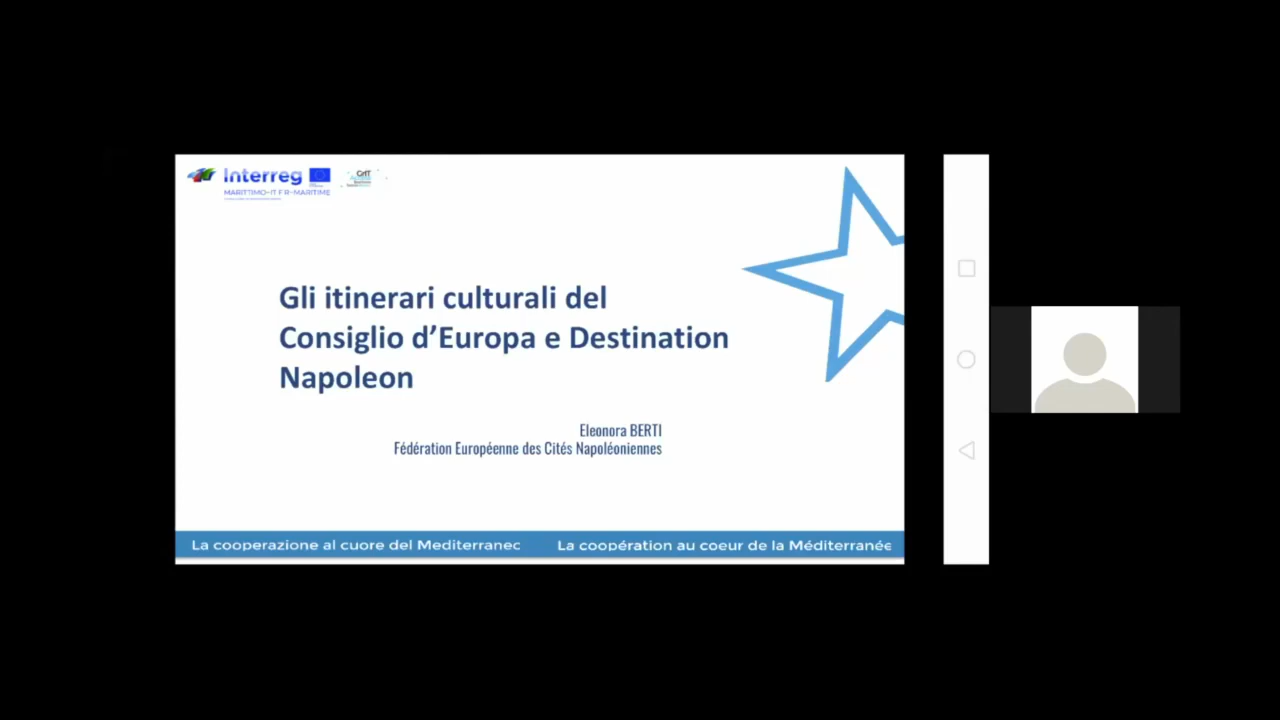 Interreg
MARITTIMO-IT FR-MARITIME
Gli itinerari culturali del
Consiglio d'Europa e Destination
Napoleon
Eleonora BERTI
Fédération Européenne des Cités Napoléoniennes
La cooperazione al cuore del Mediterraneo
La coopération au coeur de la Méditerranée